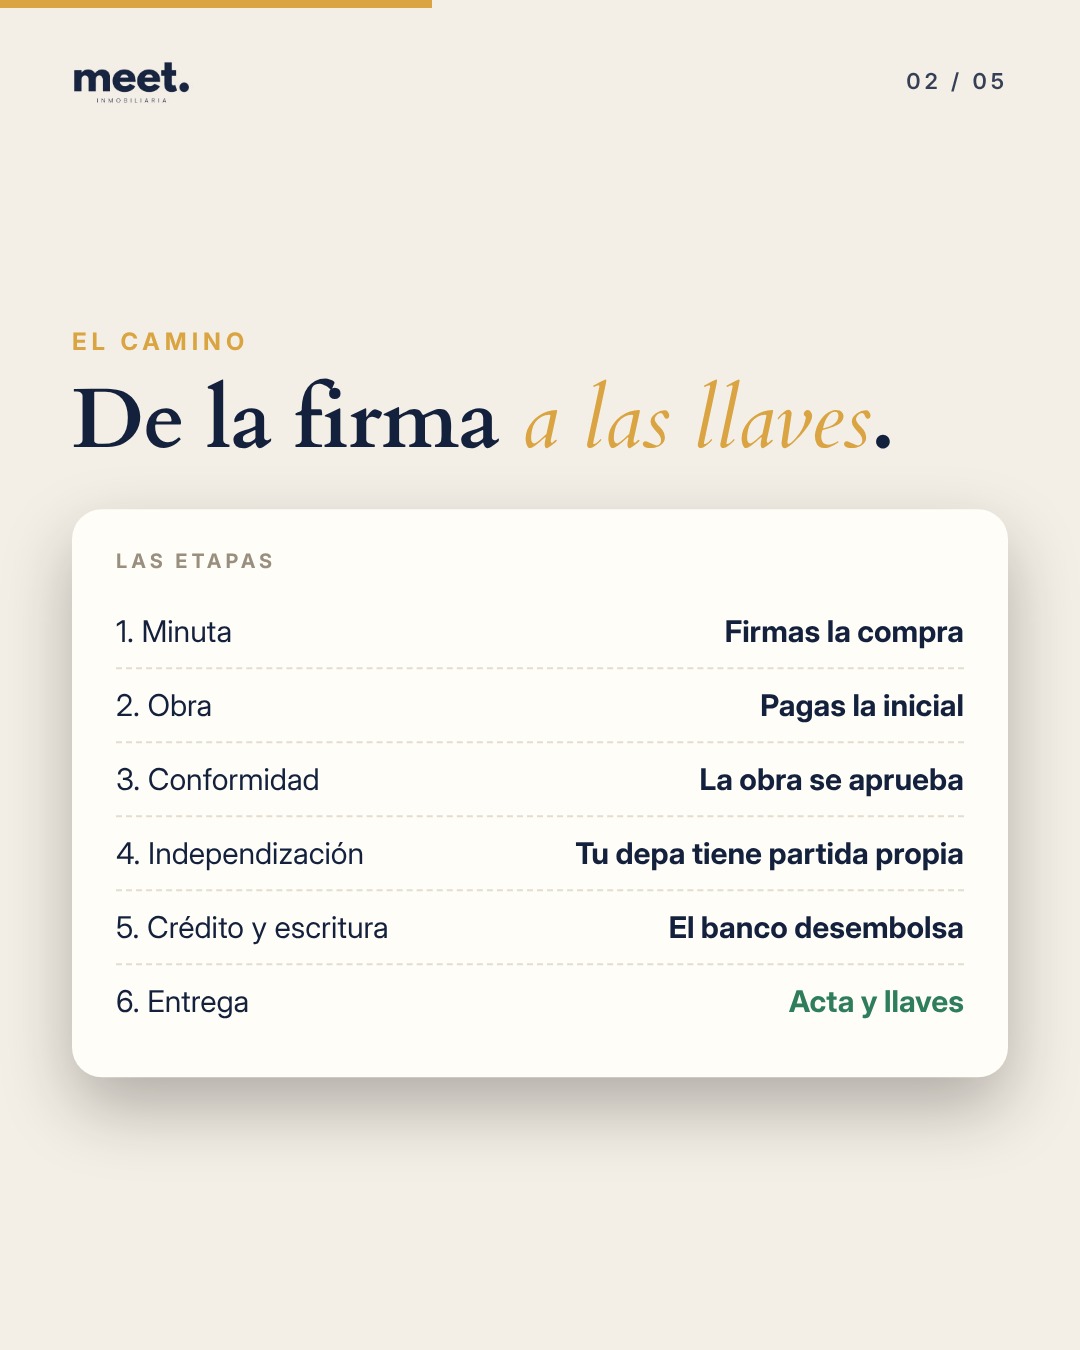 meet.
INMOBILIARIA
02 / 05
EL CAMINO
De la firma a las llaves.
LAS ETAPAS
1. Minuta Firmas la compra
2. Obra Pagas la inicial
3. Conformidad La obra se aprueba
4. Independización Tu depa tiene partida propia
5. Crédito y escritura El banco desembolsa
6. Entrega Acta y llaves